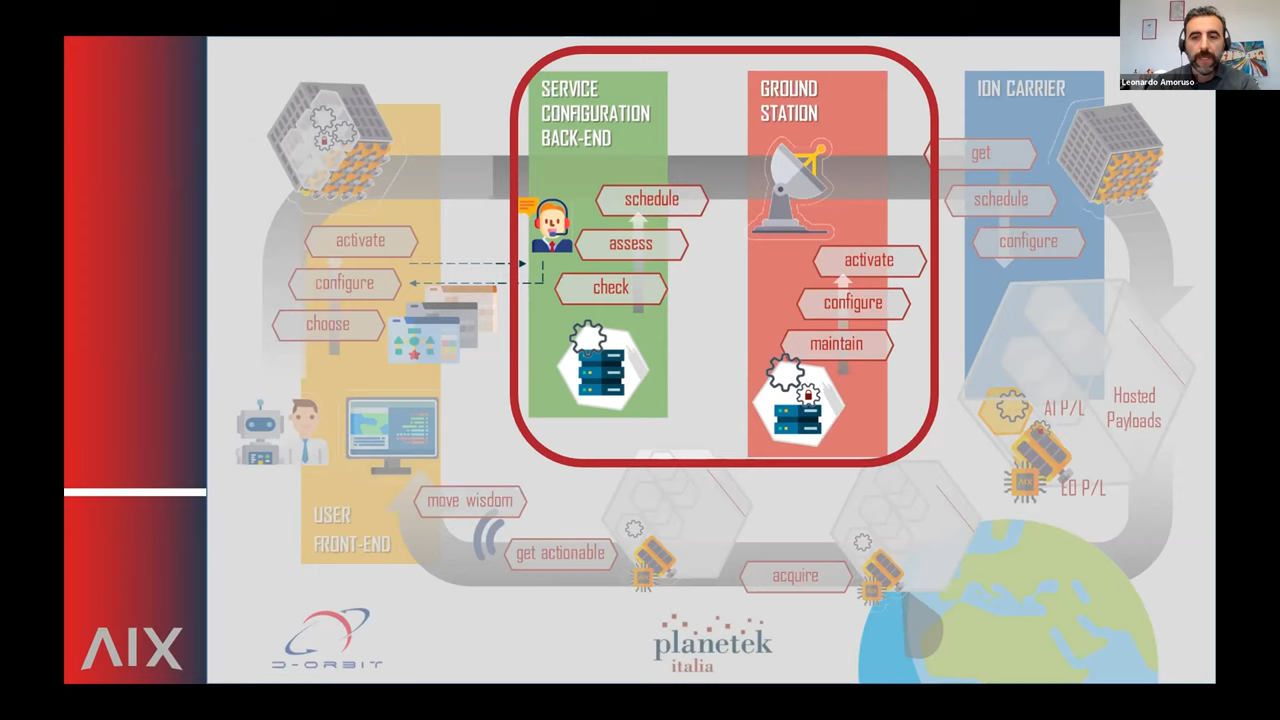 Leonardo Amoruso
SERVICE
CONFIGURATION
BACK-END
GROUND
STATION
ION CARRIER
get
schedule
configure
schedule
assess
check
activate
configure
maintain
activate
configure
choose
Hosted
Payloads
AI P/L
EO P/L
AIX
USER
FRONT-END
move wisdom
get actionable
acquire
AIX
D-ORBIT
planetek
italia